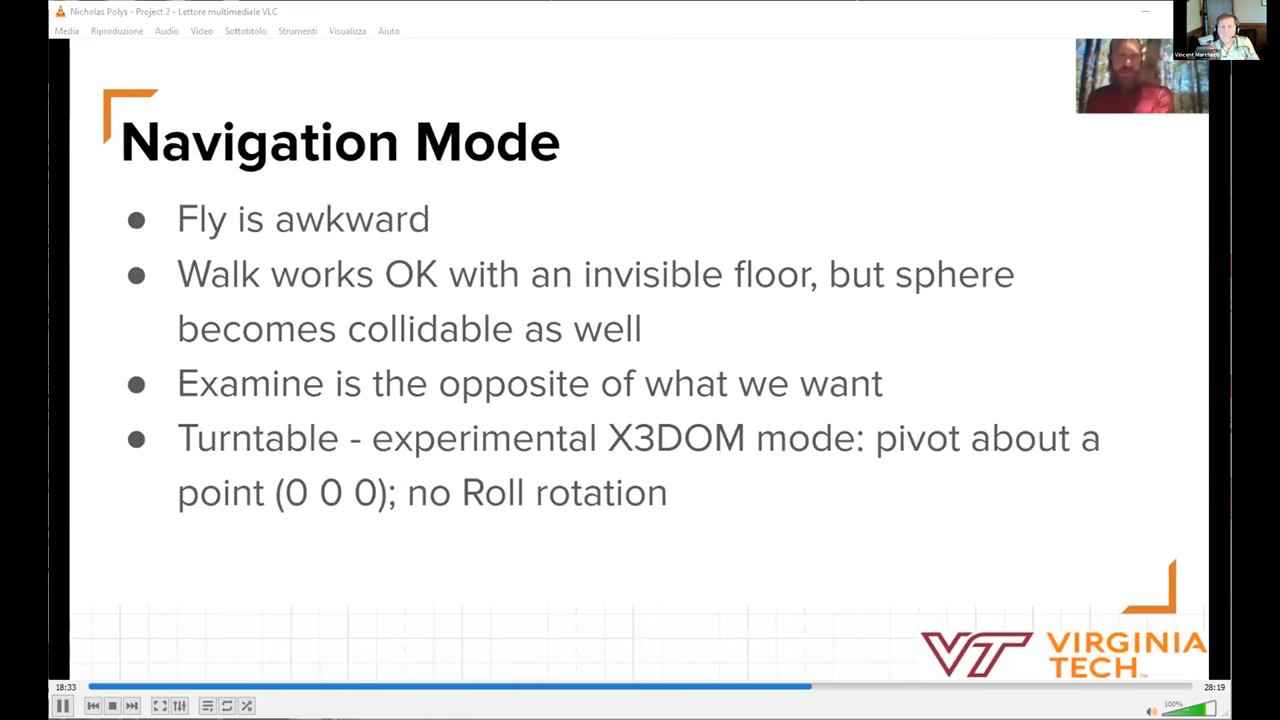 Nicholas Polys - Project 2 - Lettore multimediale VLC
Media Riproduzione Audio Video Sottotitolo Strumenti Visualizza Aiuto
Vincent Marchetti
Navigation Mode
● Fly is awkward
● Walk works OK with an invisible floor, but sphere
becomes collidable as well
● Examine is the opposite of what we want
● Turntable - experimental X3DOM mode: pivot about a
point (0 0 0); no Roll rotation
VT VIRGINIA
TECH™
18:33 28:19
100%